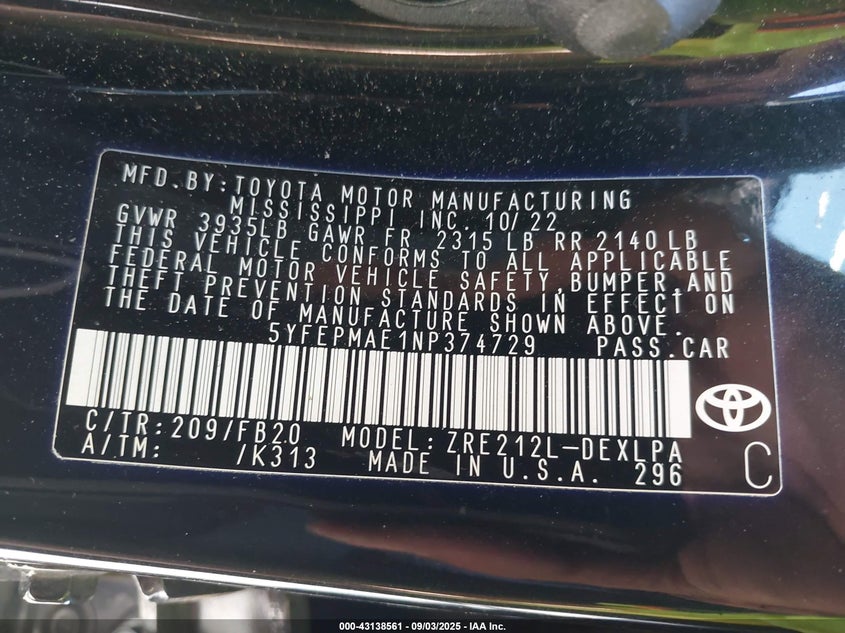 MFD.BY:TOYOTA MOTOR MANUFACTURING
MISSISSIPPI INC. 10/22
GVWR 3935LB GAWR FR 2315 LB RR 2140 LB
THIS VEHICLE CONFORMS TO ALL APPLICABLE
FEDERAL MOTOR VEHICLE SAFETY,BUMPER,AND
THEFT PREVENTION STANDARDS IN EFFECT ON
THE DATE OF MANUFACTURE SHOWN ABOVE.
5YFEPMAE1NP374729 PASS.CAR
C/TR:209/FB20 MODEL:ZRE212L-DEXLPA
A/TM: /K313 MADE IN U.S.A. 296 C
000-43138561 - 09/03/2025 - IAA Inc.